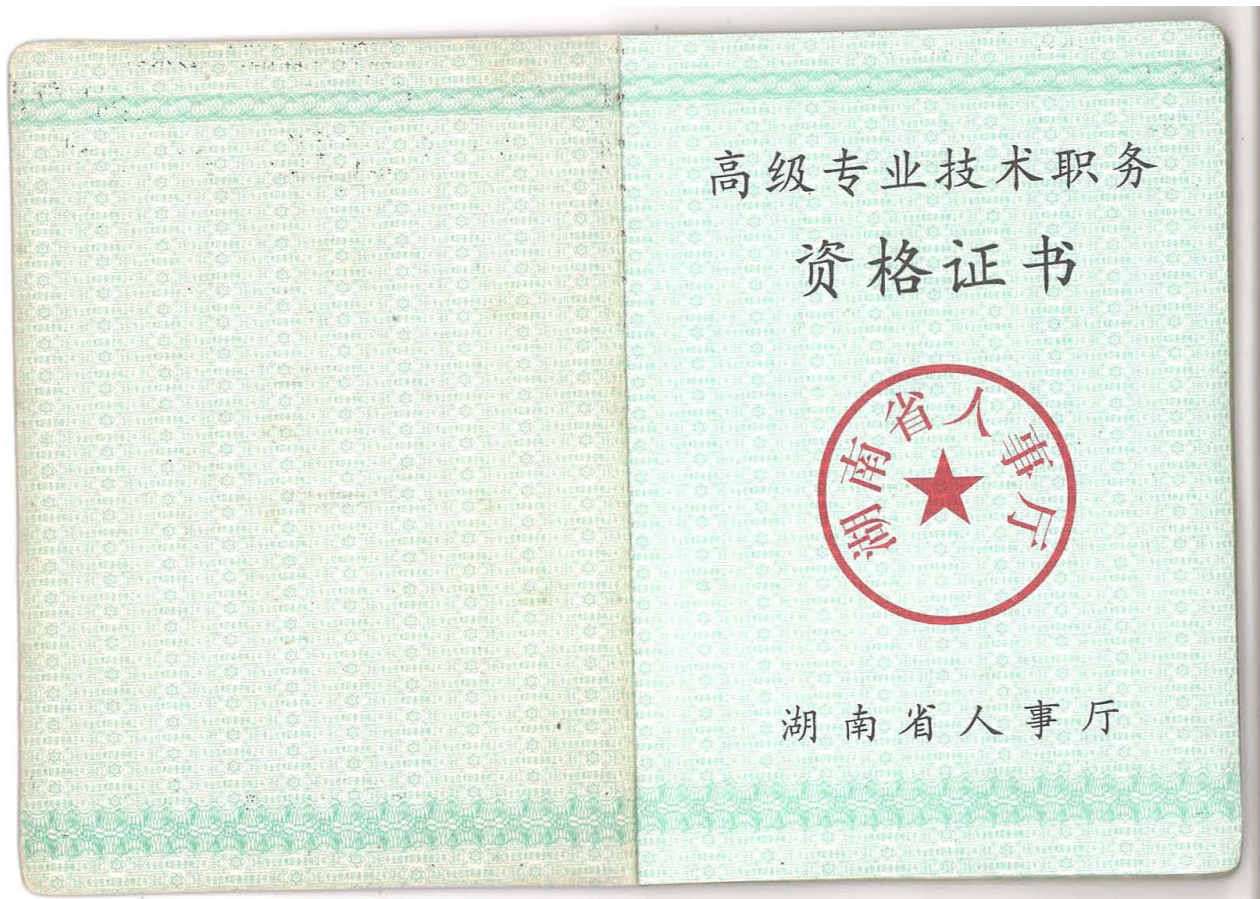 高级专业技术职务
资格证书
湖南省人事厅
湖南省人事厅